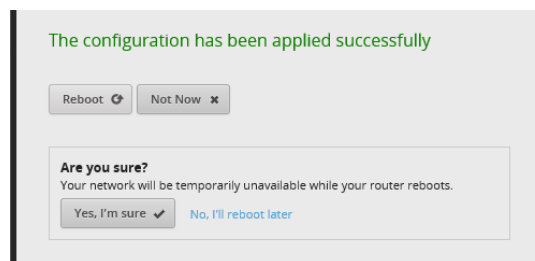 The configuration has been applied successfully
Reboot
Not Now
Are you sure?
Your network will be temporarily unavailable while your router reboots.
Yes, I'm sure
No, I'll reboot later